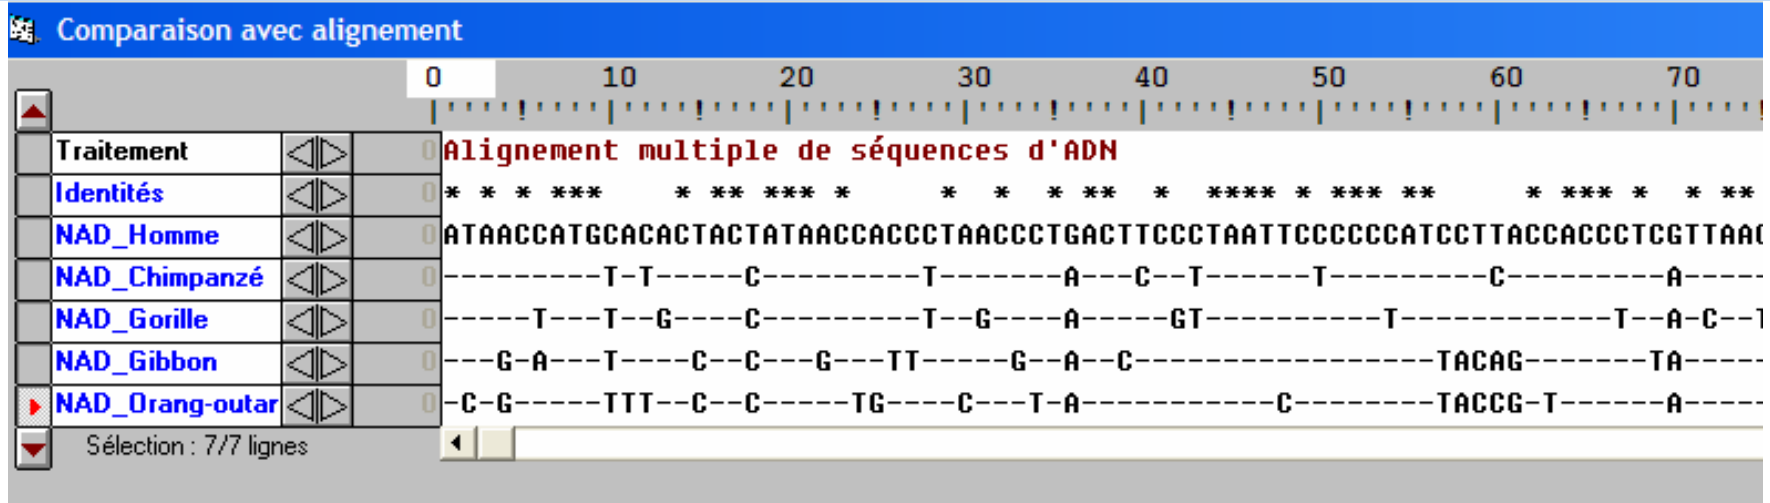 Comparaison avec alignement
0 10 20 30 40 50 60 70
Traitement 0 Alignement multiple de séquences d'ADN
Identités 0 * * * ***    * ** *** *     *  *  * **  *  **** * *** **     * *** *  * **
NAD_Homme 0 ATAACCATGCACACTACTATAACCACCCTAACCCTGACTTCCCTAATTCCCCCCATCCTTACCACCCTCGTTAAC
NAD_Chimpanzé 0 ---------T-T-----C---------T-------A---C--T------T---------C---------A-----
NAD_Gorille 0 -----T---T--G----C---------T--G----A-----GT----------T------------T--A-C--T
NAD_Gibbon 0 ---G-A---T----C--C---G---TT-----G--A--C-----------------TACAG-------TA-----
NAD_Orang-outar 0 -C-G-----TTT--C--C-----TG----C---T-A-----------C--------TACCG-T------A-----
Sélection : 7/7 lignes